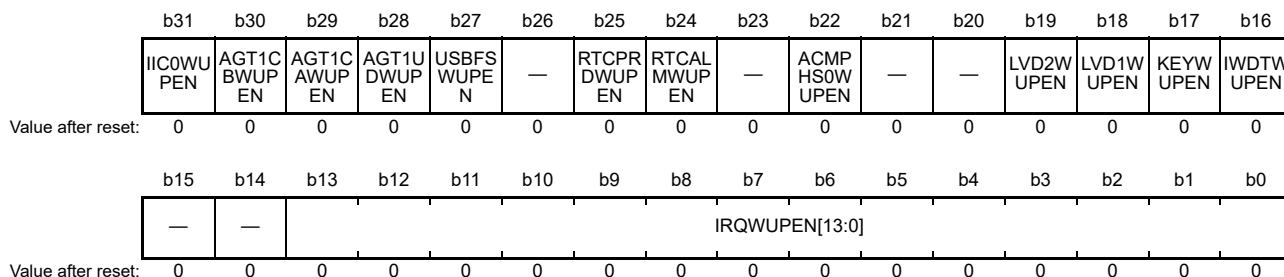 b31 b30 b29 b28 b27 b26 b25 b24 b23 b22 b21 b20 b19 b18 b17 b16
IIC0WU AGT1C AGT1C AGT1U USBFS — RTCPR RTCAL — ACMP — — LVD2W LVD1W KEYW IWDTW
PEN BWUP AWUP DWUP WUPE DWUP MWUP HS0W UPEN UPEN UPEN UPEN
EN EN EN N EN EN UPEN
Value after reset: 0 0 0 0 0 0 0 0 0 0 0 0 0 0 0 0
b15 b14 b13 b12 b11 b10 b9 b8 b7 b6 b5 b4 b3 b2 b1 b0
— — IRQWUPEN[13:0]
Value after reset: 0 0 0 0 0 0 0 0 0 0 0 0 0 0 0 0